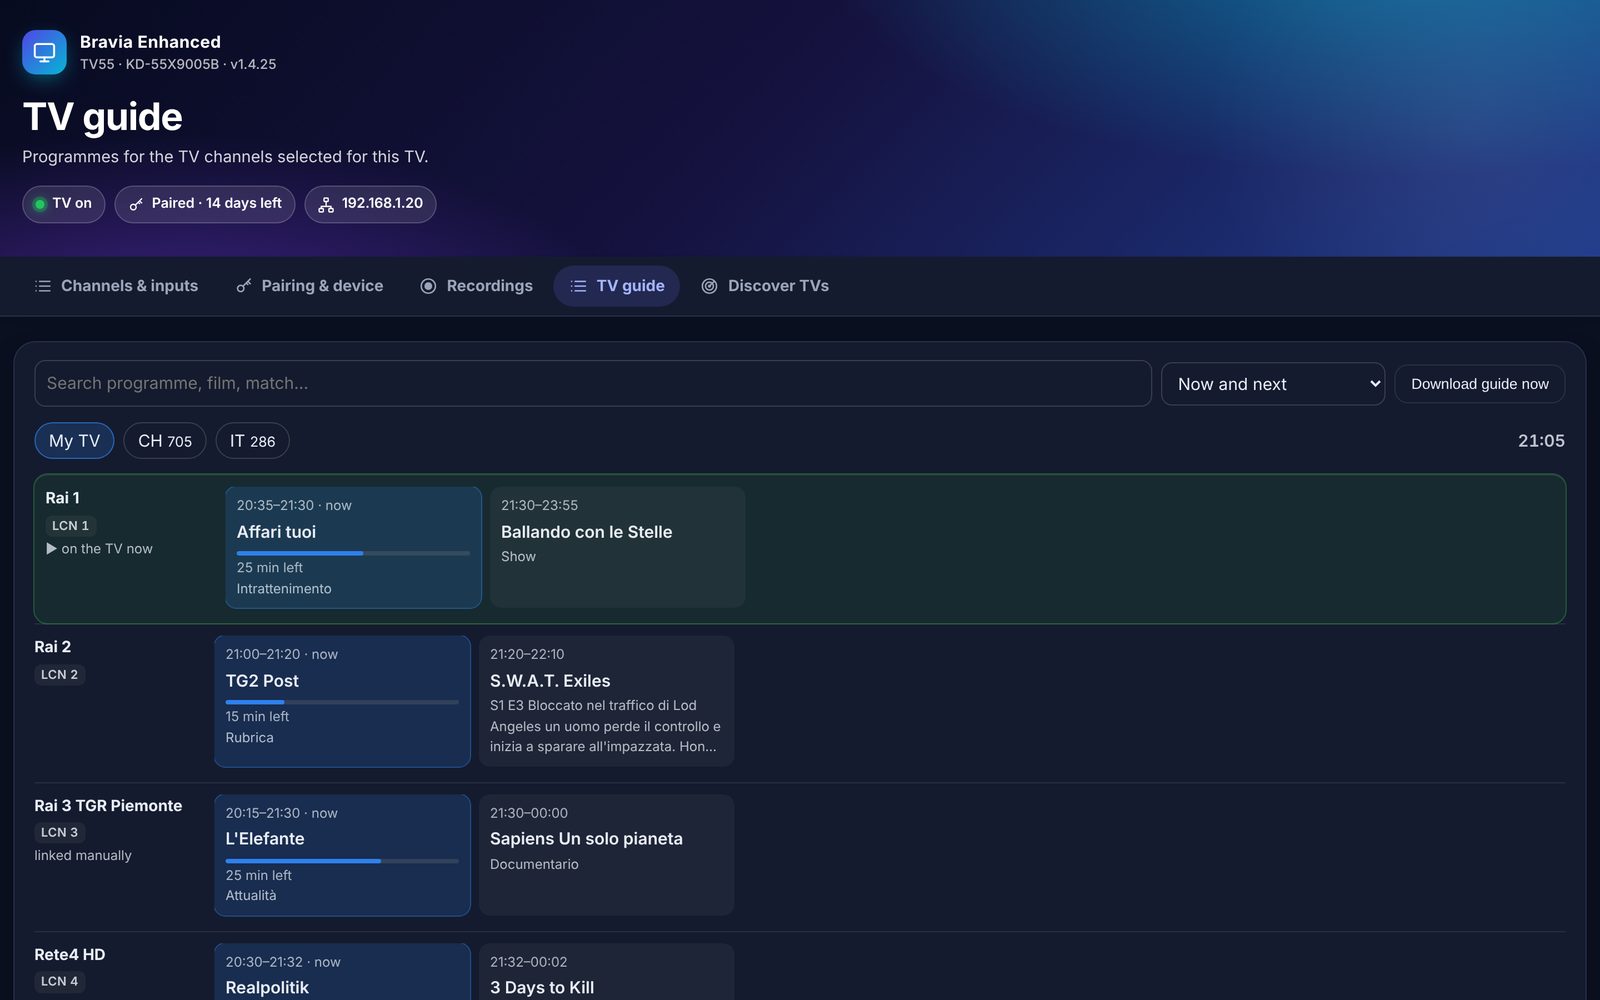 Bravia Enhanced
TV55 · KD-55X9005B · v1.4.25
TV guide
Programmes for the TV channels selected for this TV.
TV on
Paired · 14 days left
192.168.1.20
Channels & inputs
Pairing & device
Recordings
TV guide
Discover TVs
Search programme, film, match...
Now and next
Download guide now
My TV
CH 705
IT 286
21:05
Rai 1
LCN 1
▶ on the TV now
20:35–21:30 · now
Affari tuoi
25 min left
Intrattenimento
21:30–23:55
Ballando con le Stelle
Show
Rai 2
LCN 2
21:00–21:20 · now
TG2 Post
15 min left
Rubrica
21:20–22:10
S.W.A.T. Exiles
S1 E3 Bloccato nel traffico di Lod
Angeles un uomo perde il controllo e
inizia a sparare all'impazzata. Hon...
Rai 3 TGR Piemonte
LCN 3
linked manually
20:15–21:30 · now
L'Elefante
25 min left
Attualità
21:30–00:00
Sapiens Un solo pianeta
Documentario
Rete4 HD
LCN 4
20:30–21:32 · now
Realpolitik
21:32–00:02
3 Days to Kill